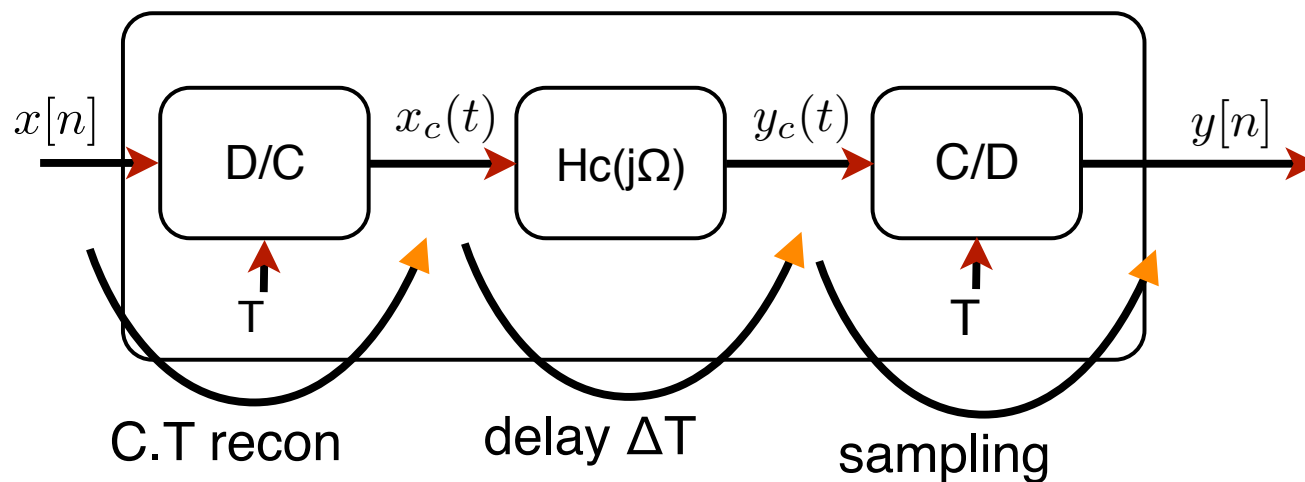 x[n]
D/C
x_c(t)
Hc(jΩ)
y_c(t)
C/D
y[n]
T
T
C.T recon
delay ΔT
sampling